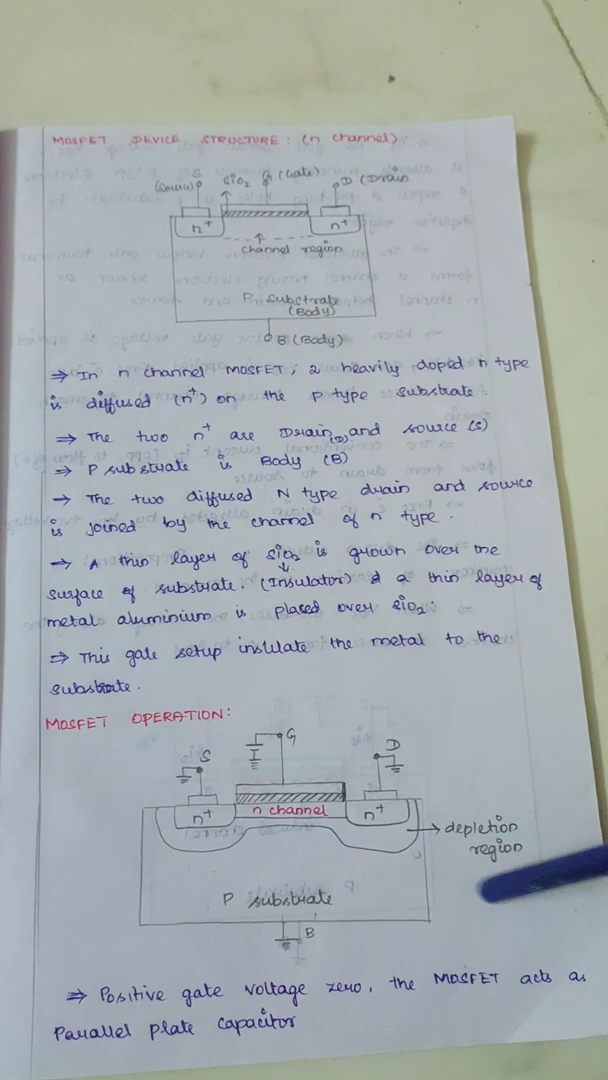 MOSFET DEVICE STRUCTURE: (n channel).
S
(Source)
SiO2
G (Gate)
D (Drain
n+
n+
channel region
P substrate
(Body)
B (Body)
⇒ In n channel MOSFET, 2 heavily doped n type
is diffused (n+) on the P type substrate.
⇒ The two n+ are Drain (D) and source (S)
⇒ P substrate is Body (B)
→ The two diffused N type drain and source
is joined by the channel of n type.
⇒ A thin layer of SiO2 is grown over the
surface of substrate. (Insulator) & a thin layer of
metal aluminium is plased over SiO2.
⇒ This gate setup inslulate the metal to the
substrate.
MOSFET OPERATION:
S
G
D
n+
n channel
n+
→ depletion
region
P substrate
B
⇒ Positive gate voltage zero, the MOSFET acts as
Parallel plate capacitor